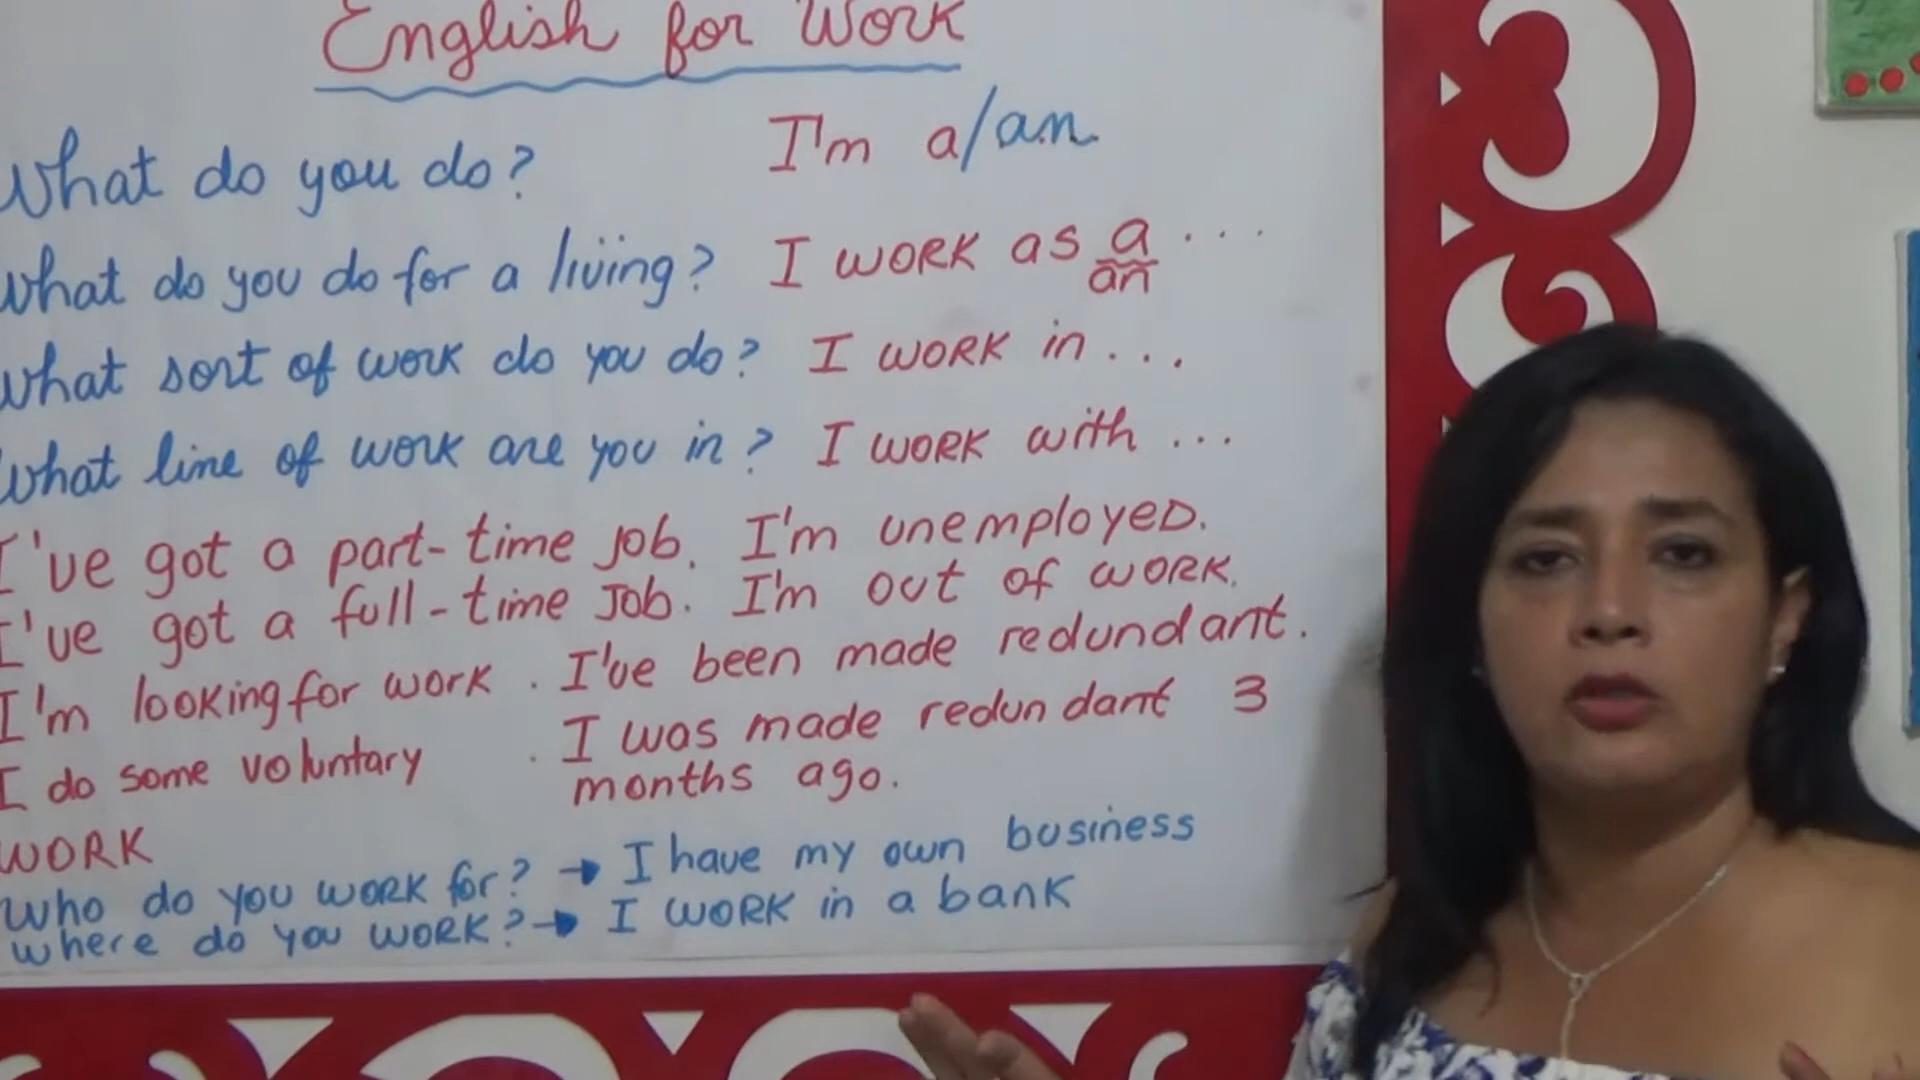 English for Work
What do you do? I'm a/an
What do you do for a living? I work as a/an ...
What sort of work do you do? I work in...
What line of work are you in? I work with ...
I've got a part-time job. I'm unemployed.
I've got a full-time Job. I'm out of work.
I'm looking for work . I've been made redundant.
I do some voluntary . I was made redundant 3
months ago.
WORK
Who do you work for? → I have my own business
Where do you work? → I work in a bank